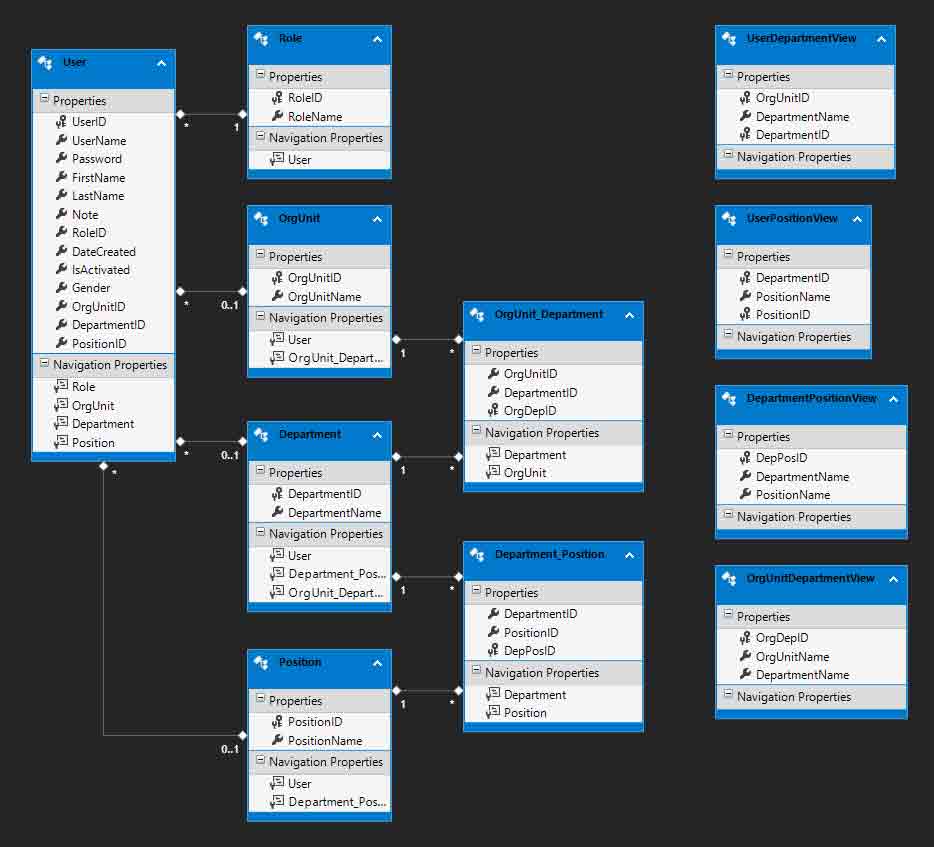 User
Properties
UserID
UserName
Password
FirstName
LastName
Note
RoleID
DateCreated
IsActivated
Gender
OrgUnitID
DepartmentID
PositionID
Navigation Properties
Role
OrgUnit
Department
Position
*
1
*
0..1
*
0..1
*
0..1
Role
Properties
RoleID
RoleName
Navigation Properties
User
OrgUnit
Properties
OrgUnitID
OrgUnitName
Navigation Properties
User
OrgUnit_Depart...
1
*
Department
Properties
DepartmentID
DepartmentName
Navigation Properties
User
Department_Pos...
OrgUnit_Depart...
1
*
1
*
Position
Properties
PositionID
PositionName
Navigation Properties
User
Department_Pos...
1
*
OrgUnit_Department
Properties
OrgUnitID
DepartmentID
OrgDepID
Navigation Properties
Department
OrgUnit
Department_Position
Properties
DepartmentID
PositionID
DepPosID
Navigation Properties
Department
Position
UserDepartmentView
Properties
OrgUnitID
DepartmentName
DepartmentID
Navigation Properties
UserPositionView
Properties
DepartmentID
PositionName
PositionID
Navigation Properties
DepartmentPositionView
Properties
DepPosID
DepartmentName
PositionName
Navigation Properties
OrgUnitDepartmentView
Properties
OrgDepID
OrgUnitName
DepartmentName
Navigation Properties